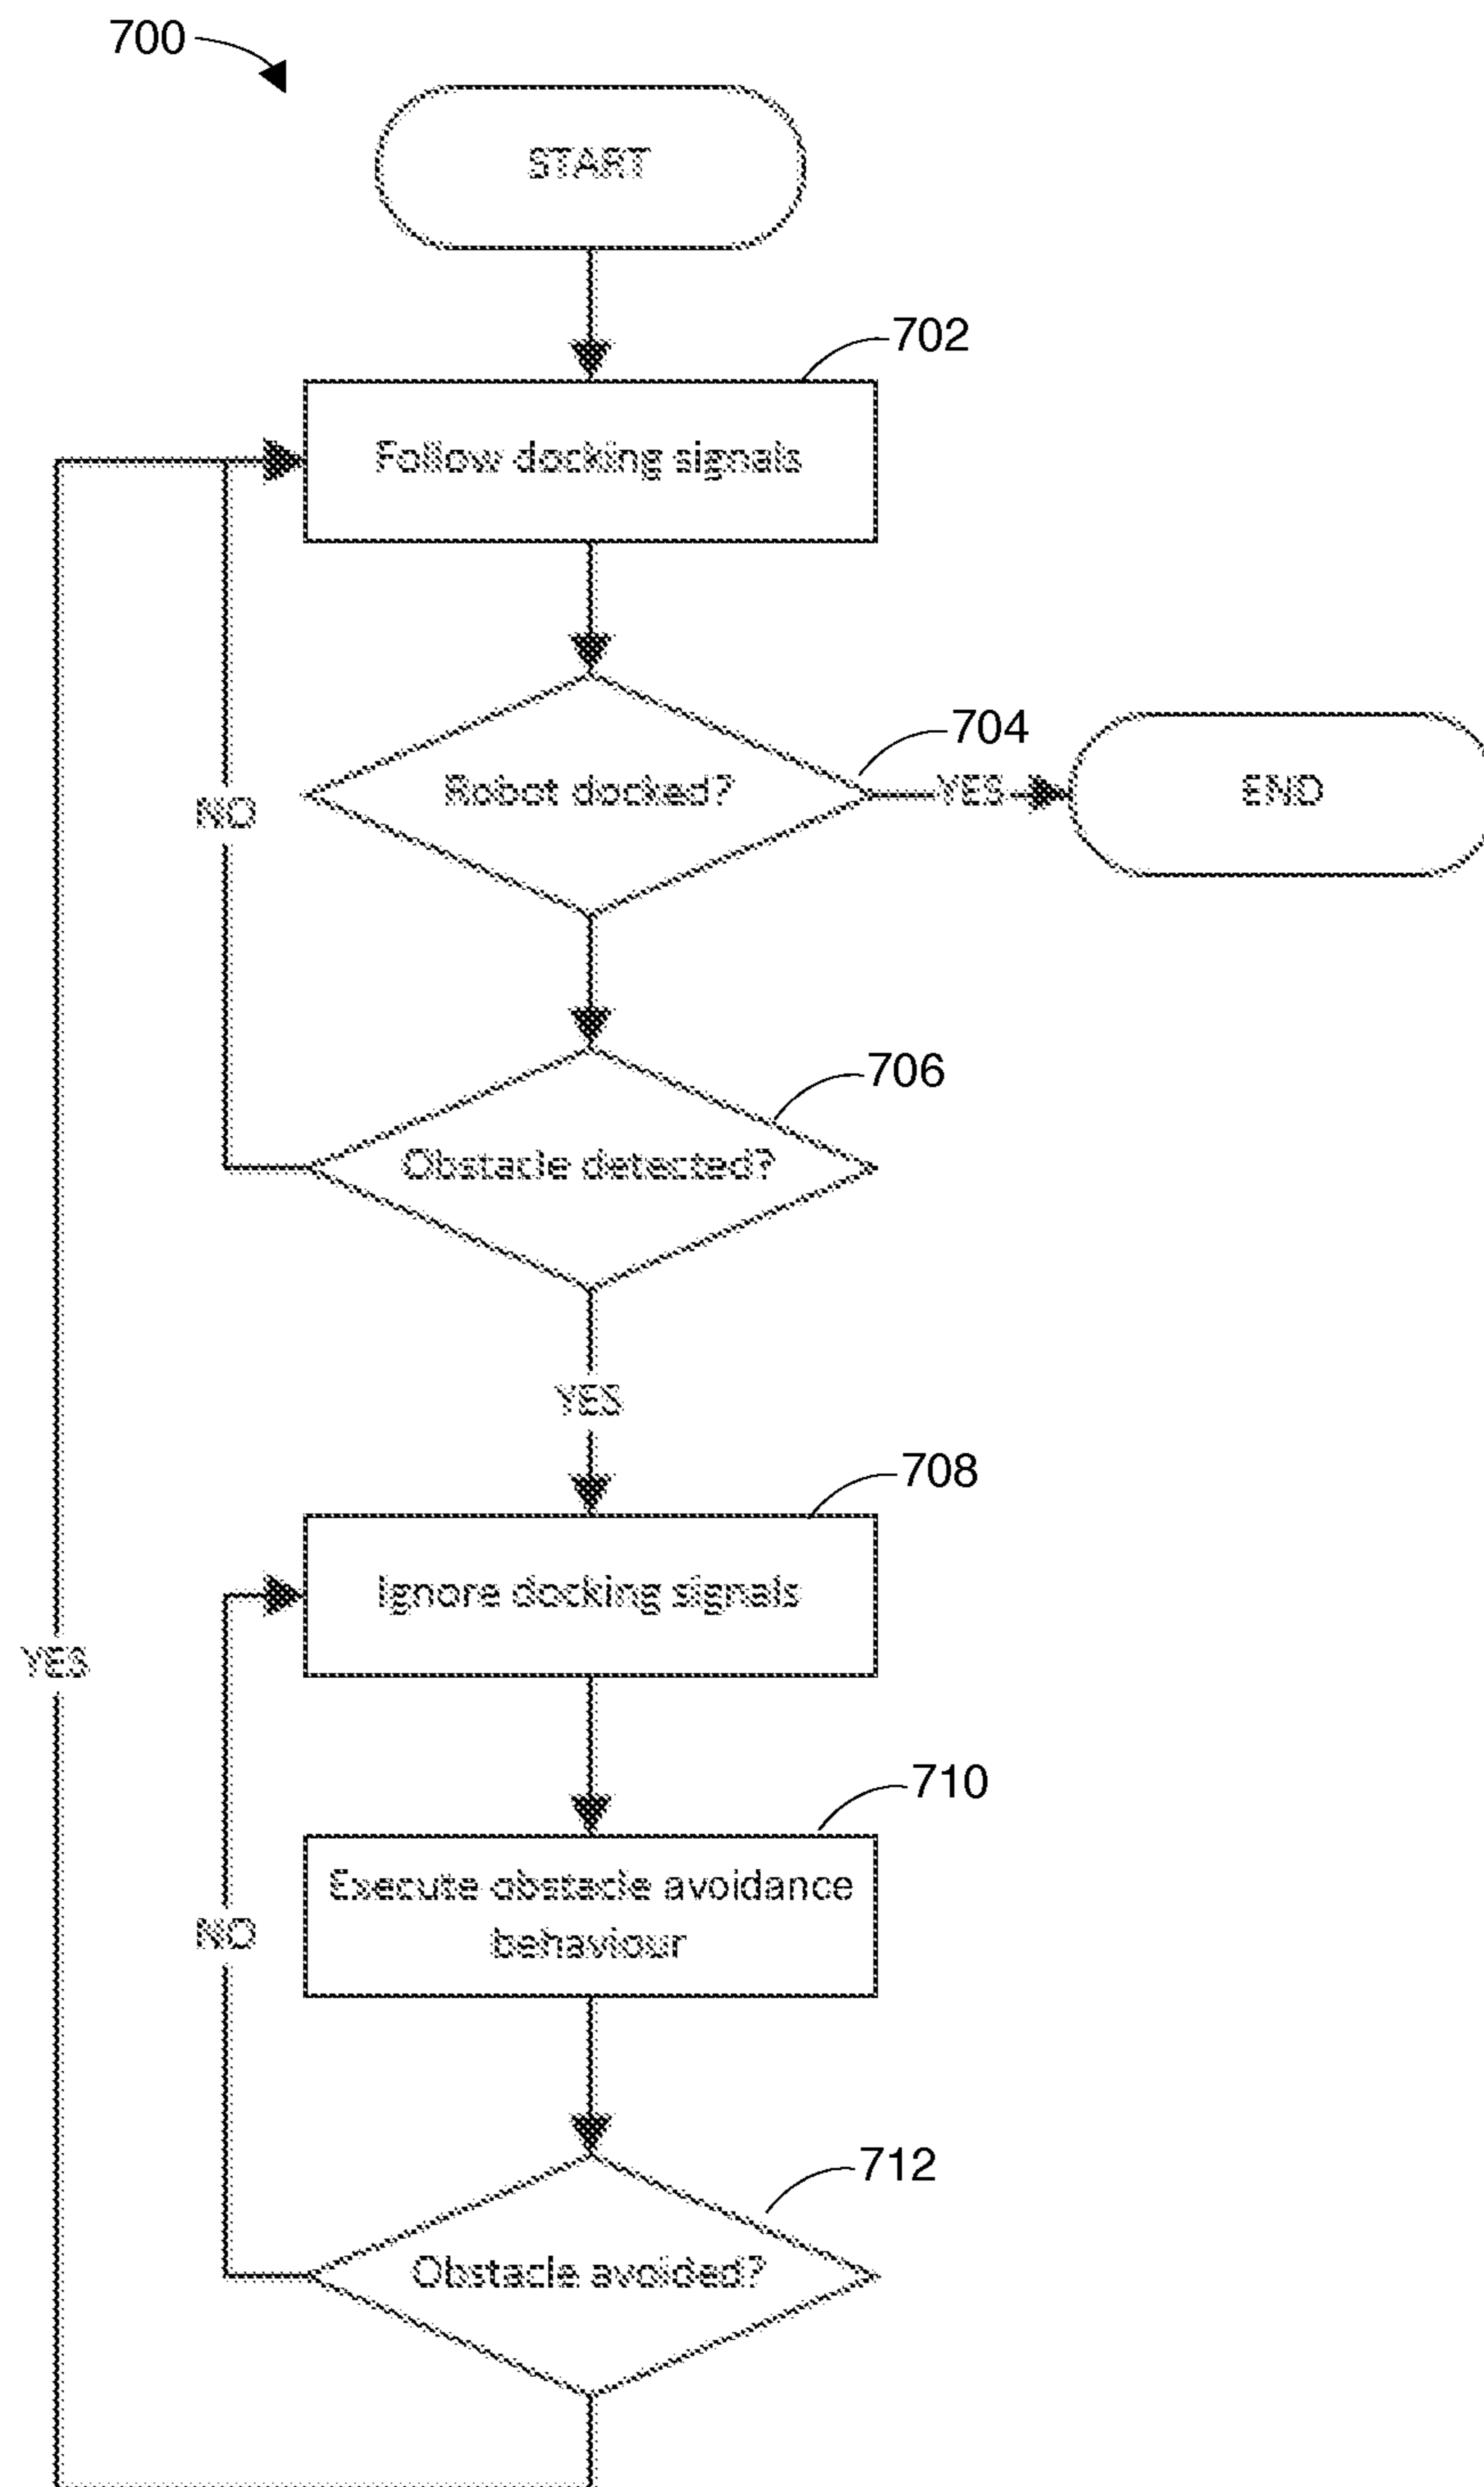 700
START
702
Follow docking signals
704
Robot docked?
YES
END
NO
706
Obstacle detected?
YES
708
Ignore docking signals
YES
710
Execute obstacle avoidance
behaviour
NO
712
Obstacle avoided?